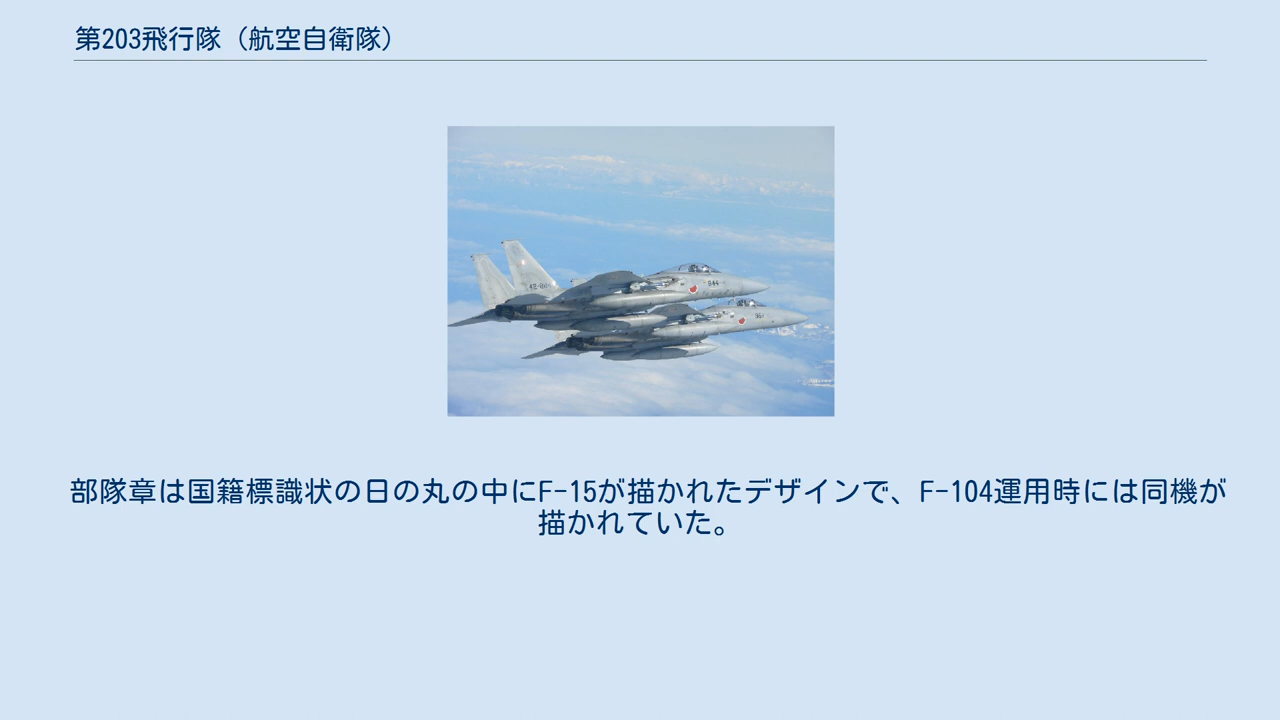 第203飛行隊（航空自衛隊）
部隊章は国籍標識状の日の丸の中にF-15が描かれたデザインで、F-104運用時には同機が
描かれていた。